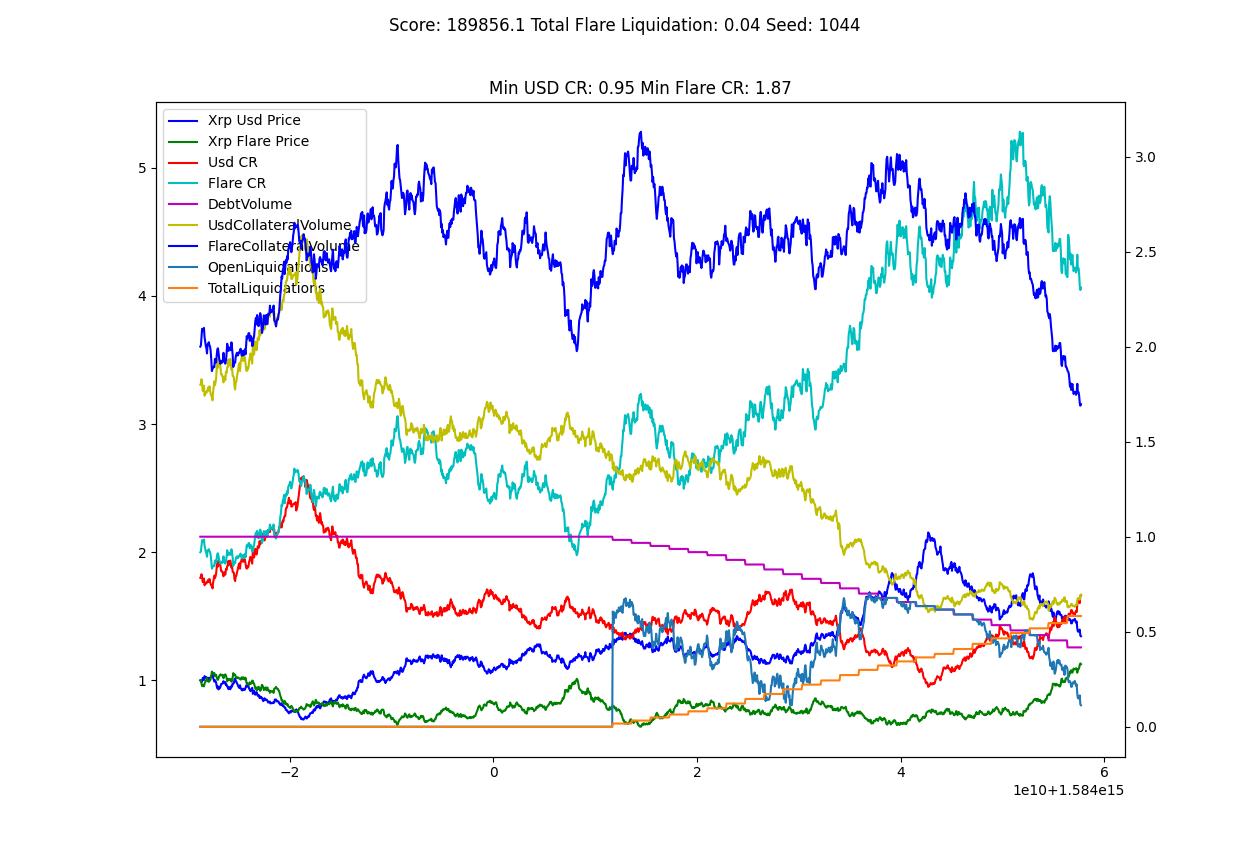 Score: 189856.1 Total Flare Liquidation: 0.04 Seed: 1044
Min USD CR: 0.95 Min Flare CR: 1.87
Xrp Usd Price
Xrp Flare Price
Usd CR
Flare CR
DebtVolume
UsdCollateralVolume
FlareCollateralVolume
OpenLiquidations
TotalLiquidations
5
4
3
2
1
3.0
2.5
2.0
1.5
1.0
0.5
0.0
−2 0 2 4 6
1e10+1.584e15